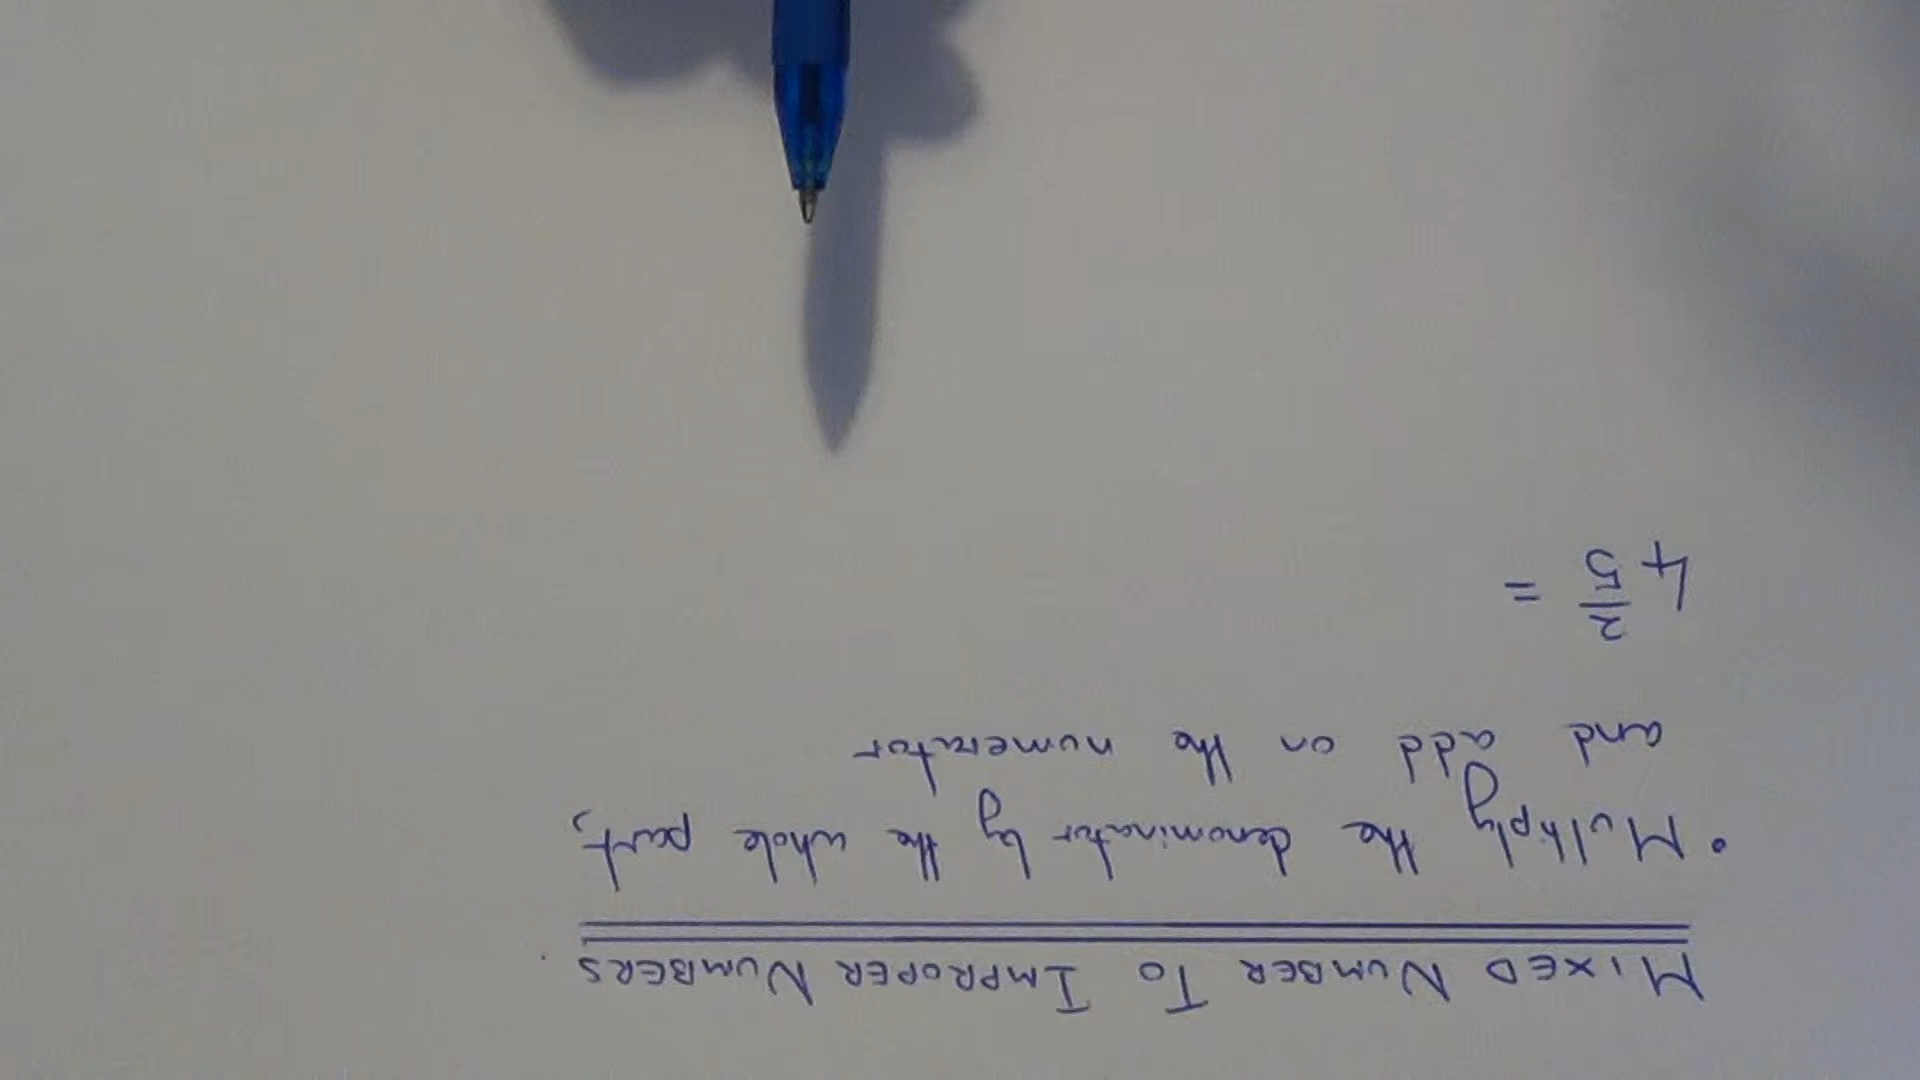 MIXED NUMBER TO IMPROPER NUMBERS
• Multiply the denominator by the whole part,
and add on the numerator
4 2/5 =